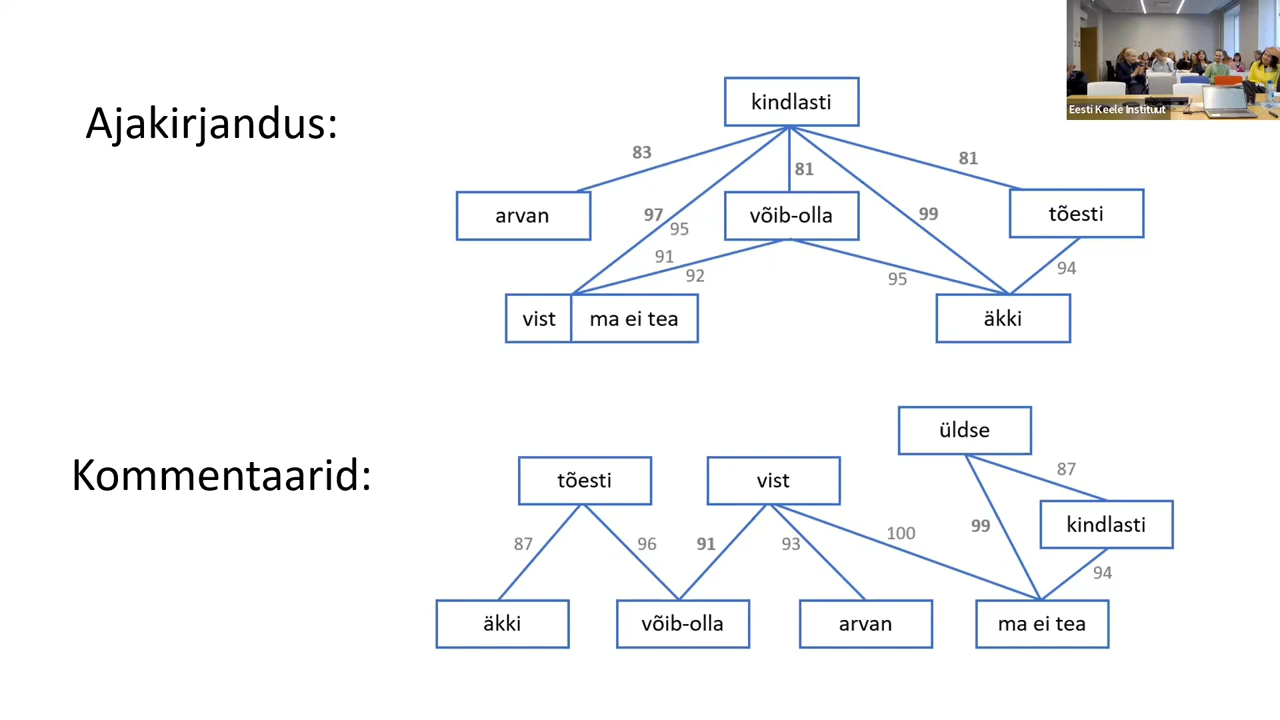 Eesti Keele Instituut
Ajakirjandus:
kindlasti
83
81
81
arvan
võib-olla
tõesti
97
95
99
91
92
95
94
vist
ma ei tea
äkki
Kommentaarid:
üldse
tõesti
vist
87
kindlasti
87
96
91
93
100
99
94
äkki
võib-olla
arvan
ma ei tea